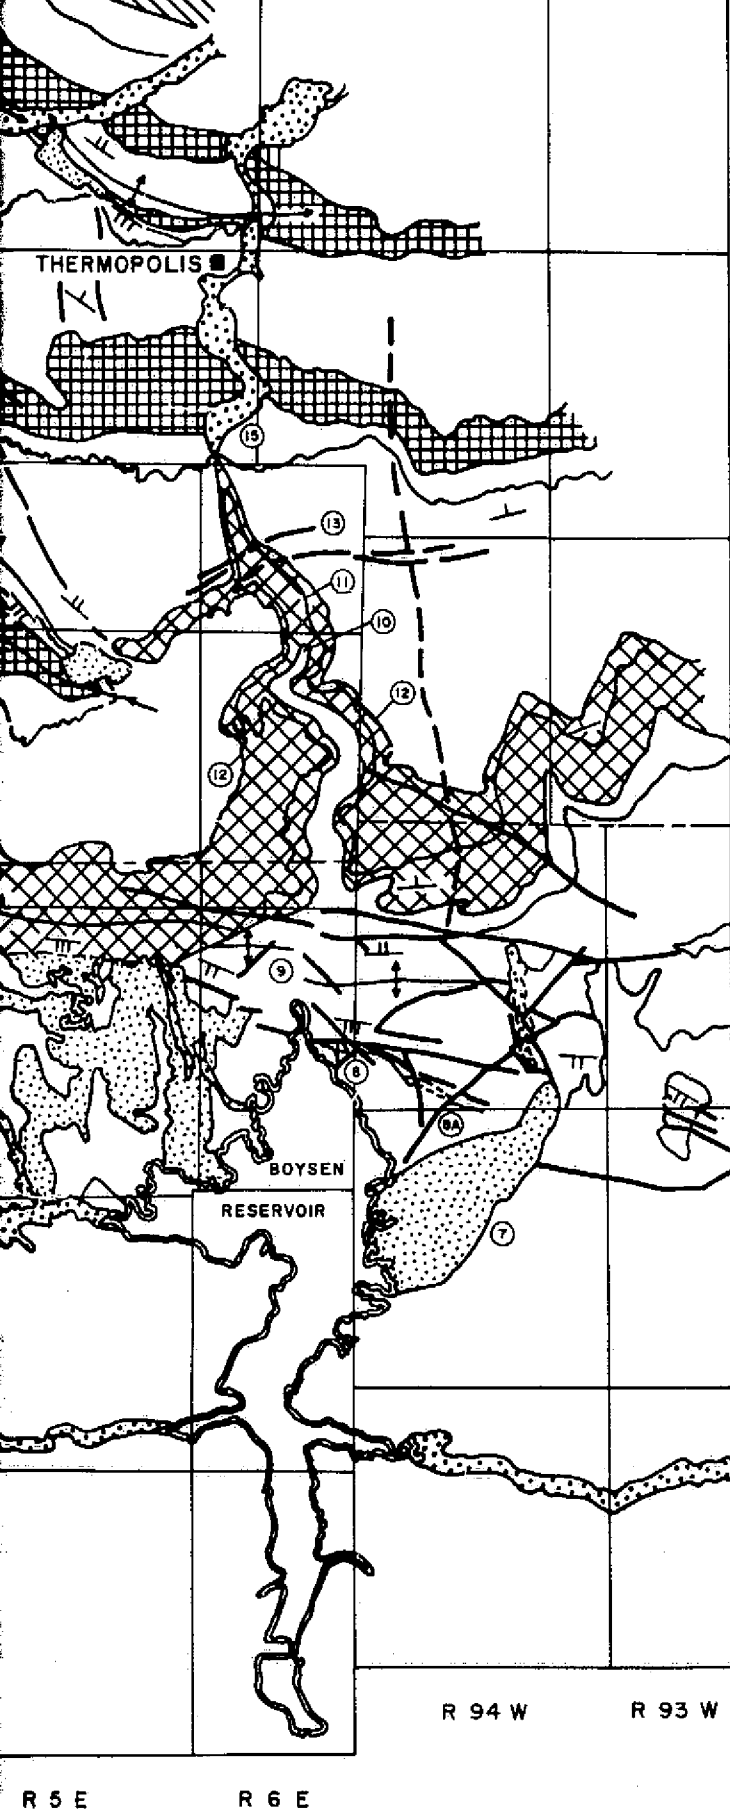 THERMOPOLIS
15
13
11
10
12
12
9
8
8A
BOYSEN
RESERVOIR
7
R 94 W
R 93 W
R 5 E
R 6 E